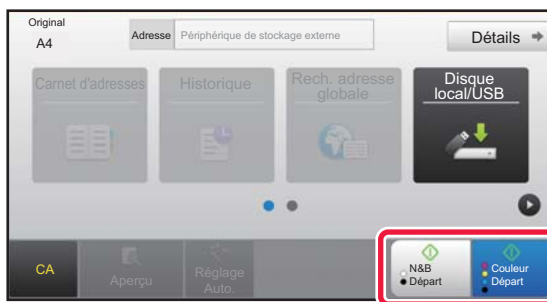 Original
A4
Adresse
Périphérique de stockage externe
Détails
Carnet d'adresses
Historique
Rech. adresse
globale
Disque
local/USB
CA
Aperçu
Réglage
Auto.
N&B
Départ
Couleur
Départ